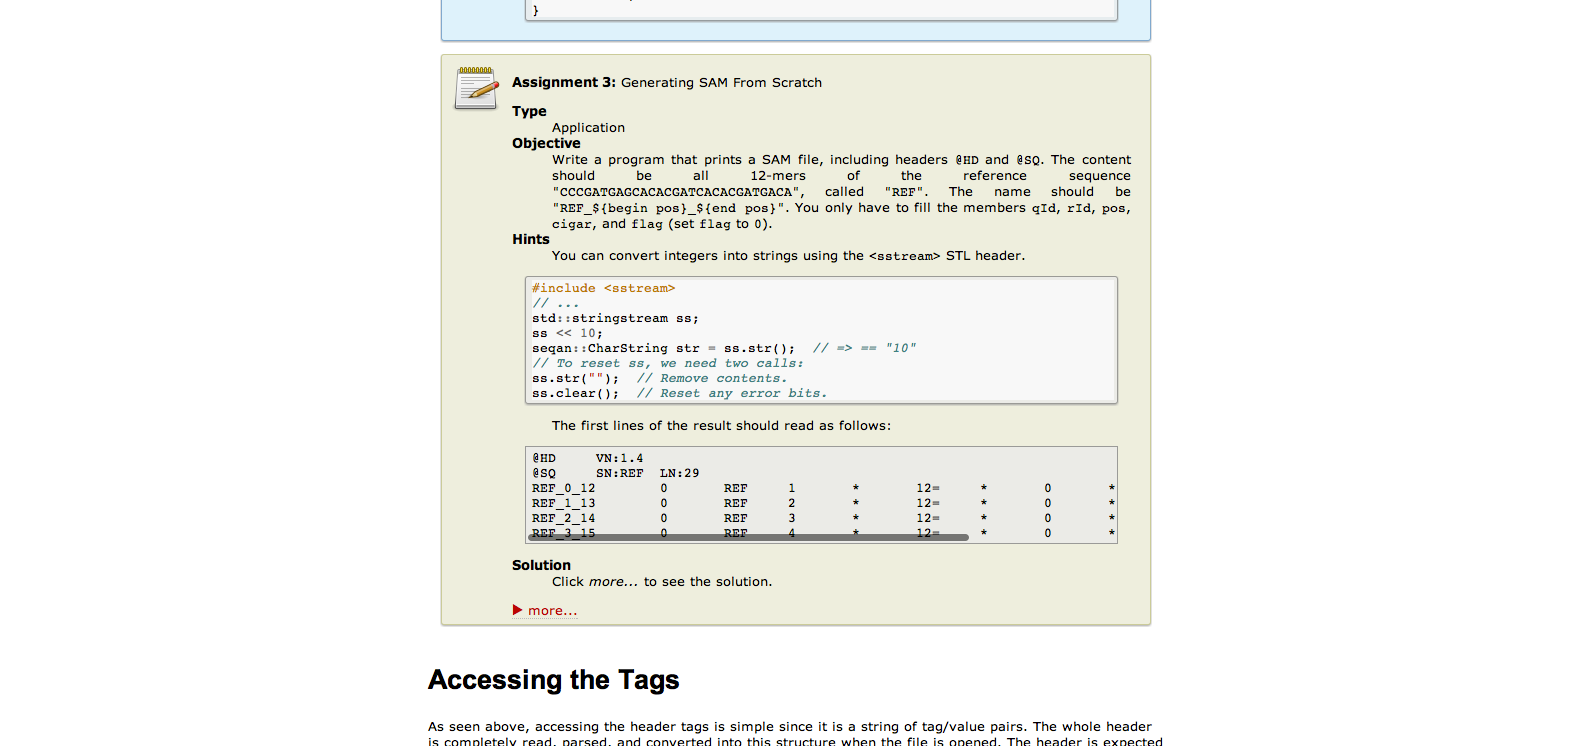 }
Assignment 3: Generating SAM From Scratch
Type
Application
Objective
Write a program that prints a SAM file, including headers @HD and @SQ. The content
should be all 12-mers of the reference sequence
"CCCGATGAGCACACGATCACACGATGACA", called "REF". The name should be
"REF_${begin pos}_${end pos}". You only have to fill the members qId, rId, pos,
cigar, and flag (set flag to 0).
Hints
You can convert integers into strings using the <sstream> STL header.
#include <sstream>
// ...
std::stringstream ss;
ss << 10;
seqan::CharString str = ss.str();  // => == "10"
// To reset ss, we need two calls:
ss.str("");  // Remove contents.
ss.clear();  // Reset any error bits.
The first lines of the result should read as follows:
@HD     VN:1.4
@SQ     SN:REF  LN:29
REF_0_12        0       REF     1       *       12=     *       0       *
REF_1_13        0       REF     2       *       12=     *       0       *
REF_2_14        0       REF     3       *       12=     *       0       *
REF_3_15        0       REF     4       *       12=     *       0       *
Solution
Click more... to see the solution.
more...
Accessing the Tags
As seen above, accessing the header tags is simple since it is a string of tag/value pairs. The whole header
is completely read, parsed, and converted into this structure when the file is opened. The header is expected